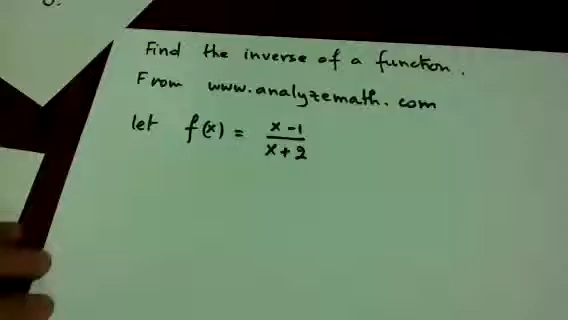 Find the inverse of a function.
From www.analyzemath.com
let f(x) = x-1
x+2